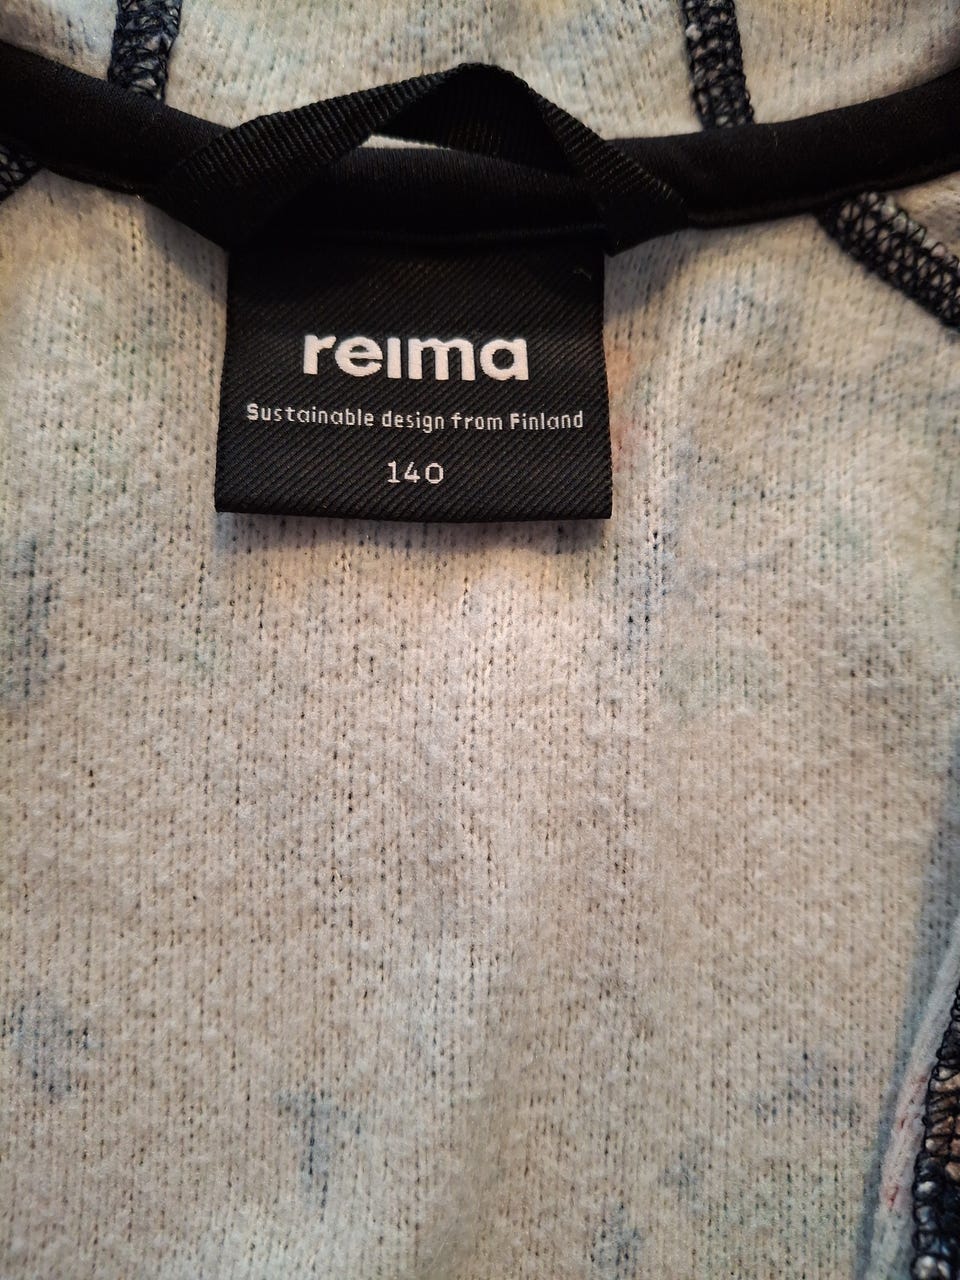 reima
Sustainable design from Finland
140